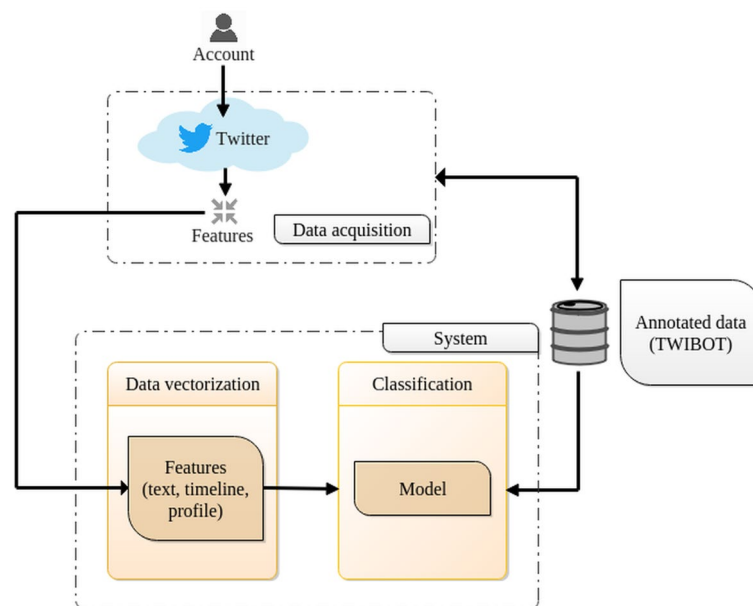 Account
Twitter
Features
Data acquisition
System
Annotated data
(TWIBOT)
Data vectorization
Classification
Features
(text, timeline,
profile)
Model